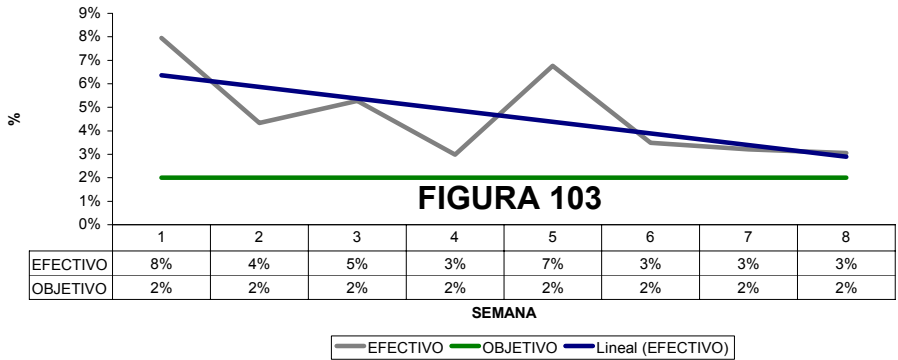 9%
8%
7%
6%
5%
4%
3%
2%
1%
0%
%
FIGURA 103
1 2 3 4 5 6 7 8
EFECTIVO 8% 4% 5% 3% 7% 3% 3% 3%
OBJETIVO 2% 2% 2% 2% 2% 2% 2% 2%
SEMANA
EFECTIVO OBJETIVO Lineal (EFECTIVO)